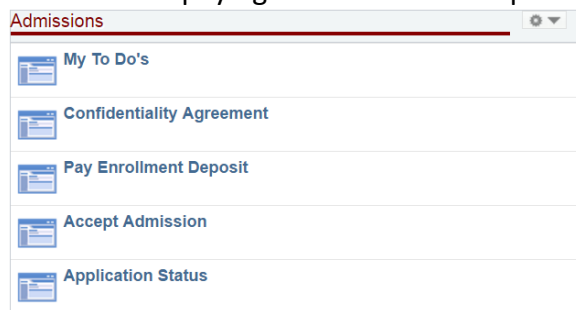 Admissions
My To Do's
Confidentiality Agreement
Pay Enrollment Deposit
Accept Admission
Application Status